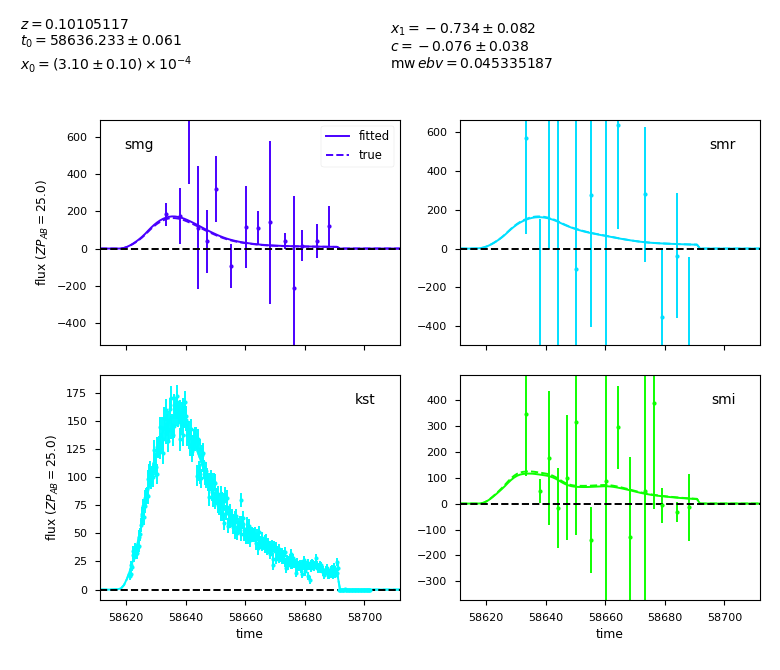 z = 0.10105117
t₀ = 58636.233 ± 0.061
x₀ = (3.10 ± 0.10) × 10⁻⁴
x₁ = −0.734 ± 0.082
c = −0.076 ± 0.038
mw ebv = 0.045335187
smg
fitted
true
600
400
200
0
−200
−400
flux (ZP_AB = 25.0)
smr
600
400
200
0
−200
−400
kst
175
150
125
100
75
50
25
0
flux (ZP_AB = 25.0)
58620 58640 58660 58680 58700
time
smi
400
300
200
100
0
−100
−200
−300
58620 58640 58660 58680 58700
time